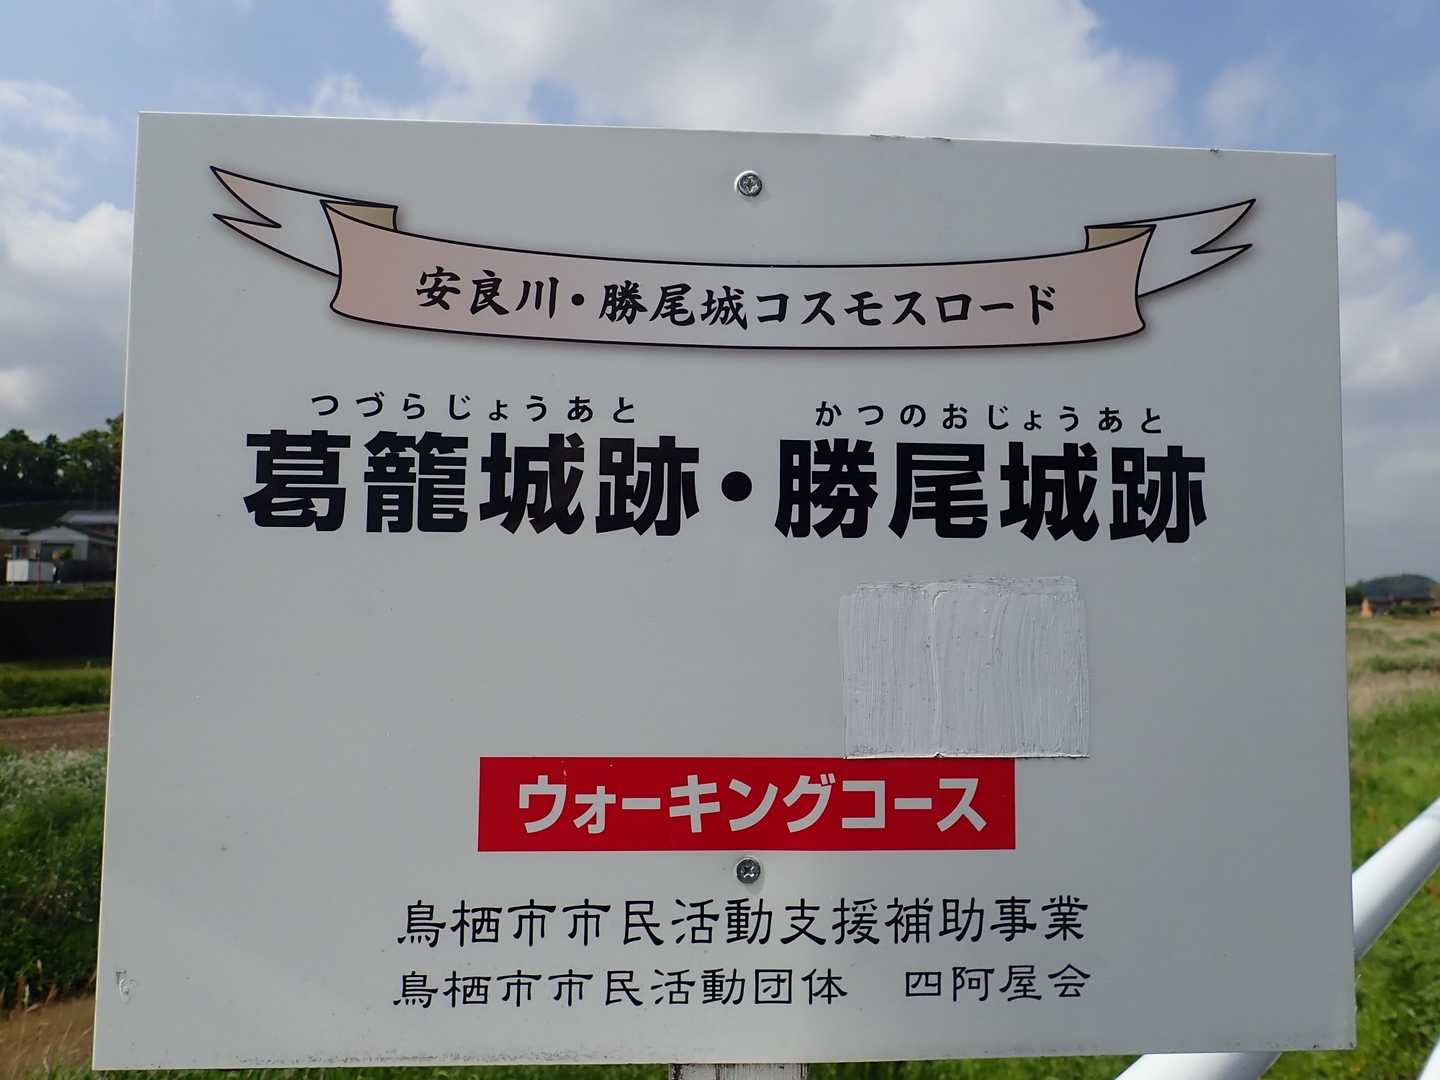 安良川・勝尾城コスモスロード
つづらじょうあと　かつのおじょうあと
葛籠城跡・勝尾城跡
ウォーキングコース
鳥栖市市民活動支援補助事業
鳥栖市市民活動団体　四阿屋会